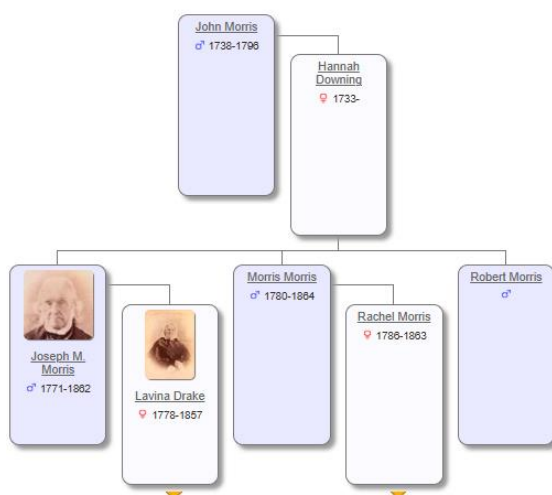 John Morris
♂ 1738-1796
Hannah
Downing
♀ 1733-
Joseph M.
Morris
♂ 1771-1862
Lavina Drake
♀ 1778-1857
Morris Morris
♂ 1780-1864
Rachel Morris
♀ 1786-1863
Robert Morris
♂